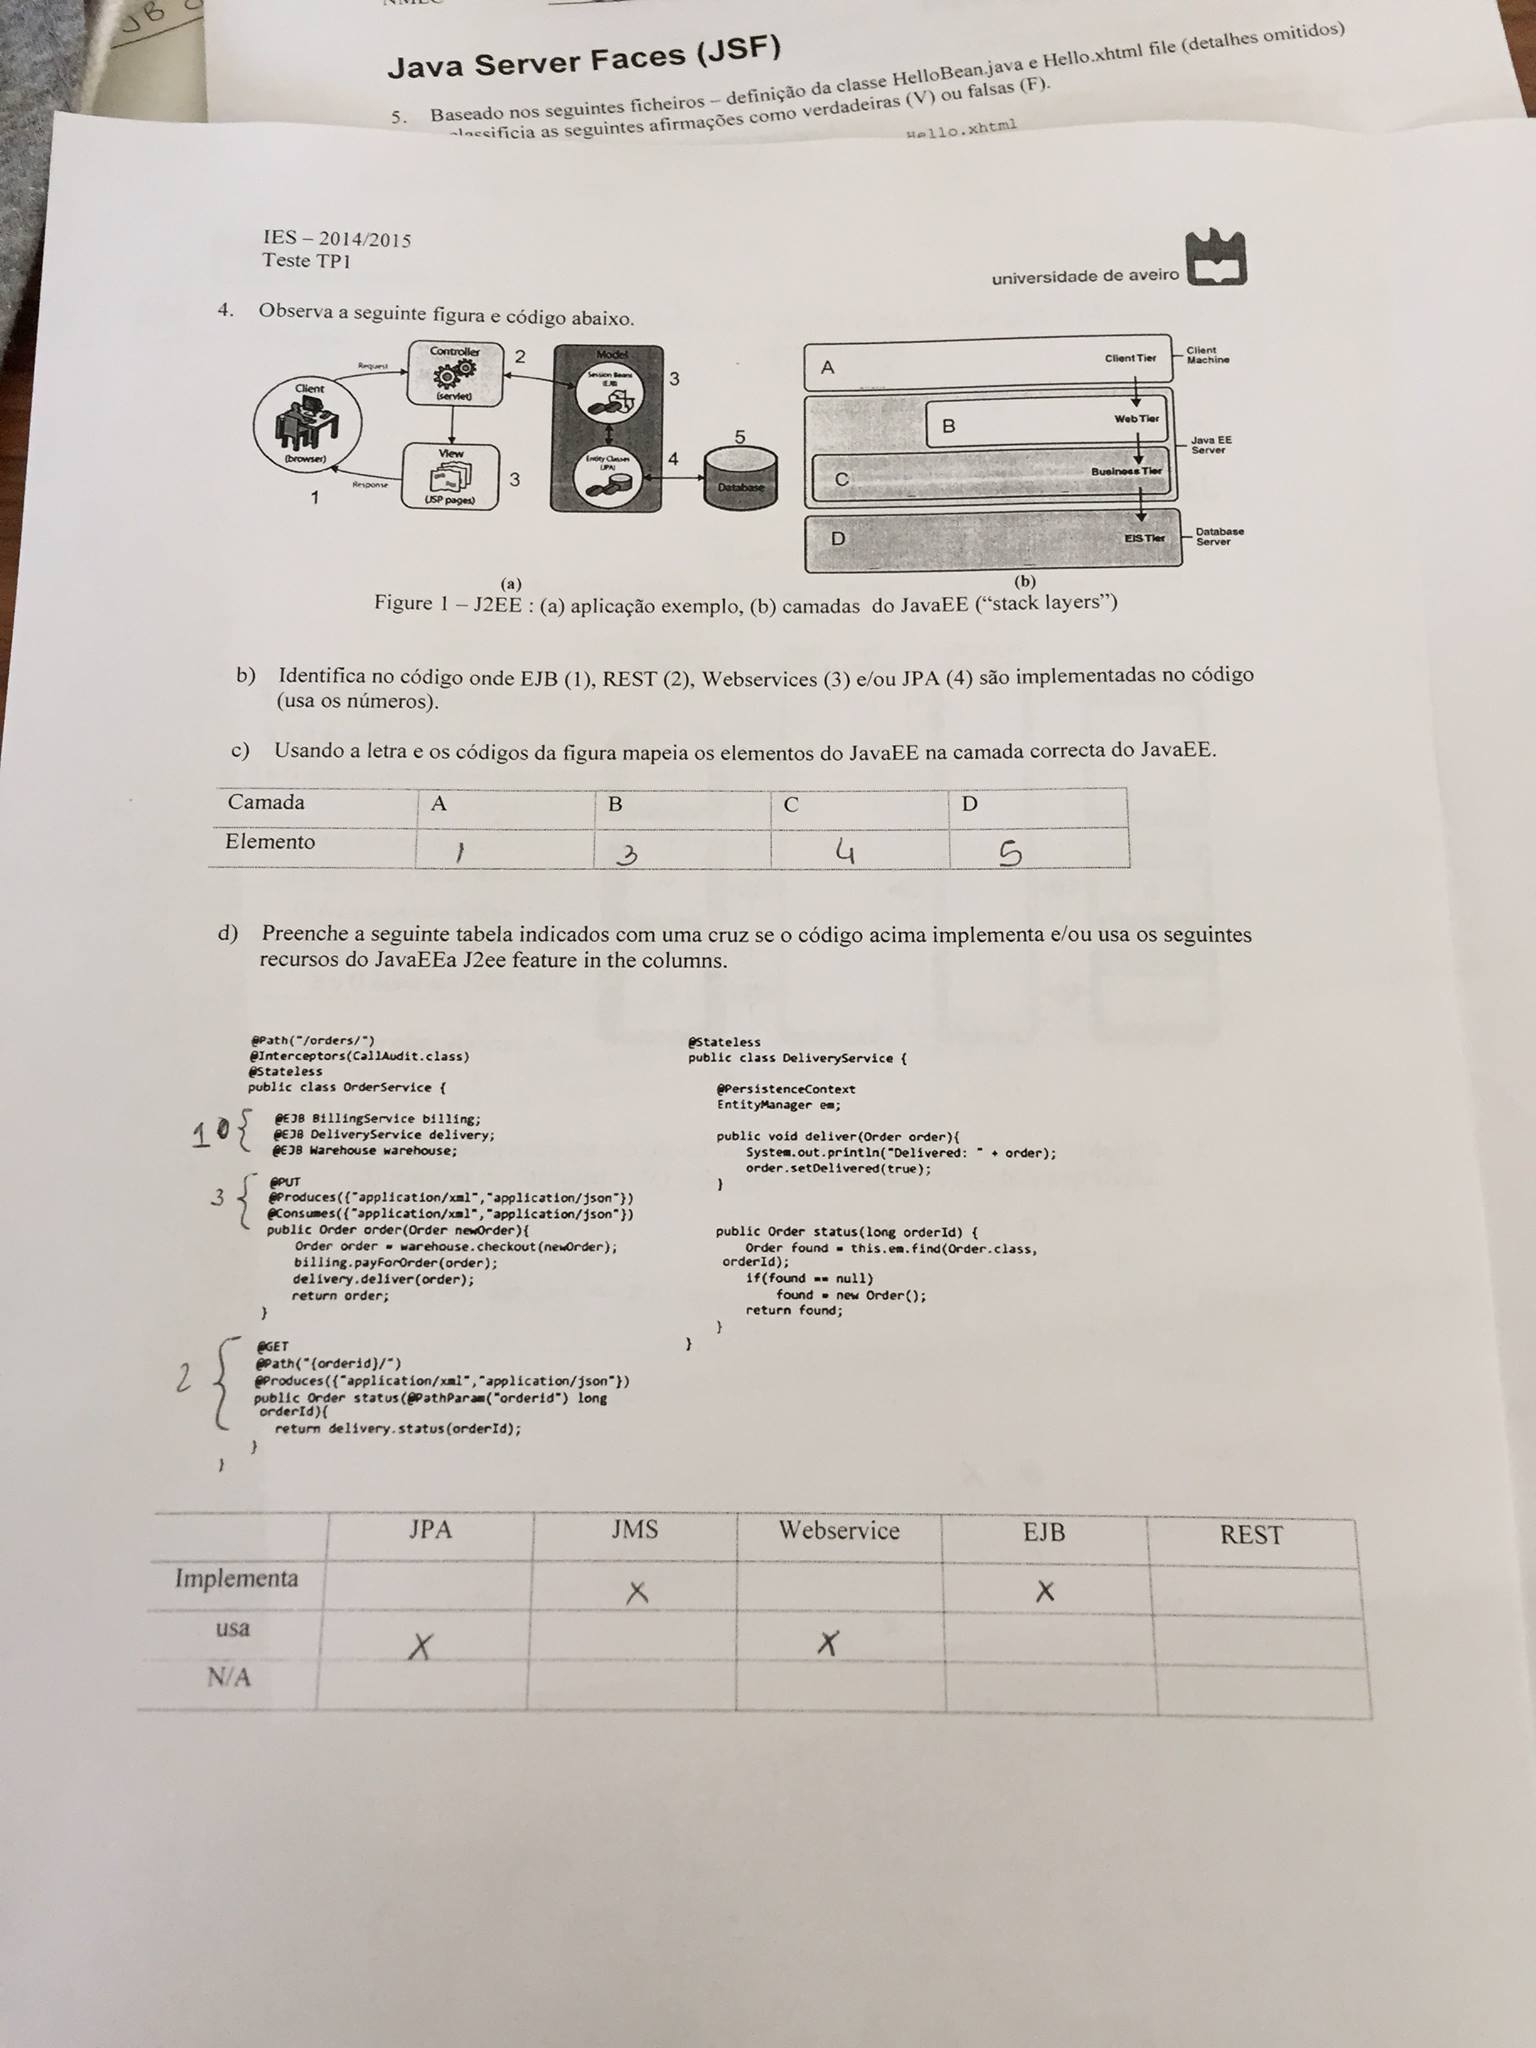 JB
Java Server Faces (JSF)
5. Baseado nos seguintes ficheiros – definição da classe HelloBean.java e Hello.xhtml file (detalhes omitidos)
classificia as seguintes afirmações como verdadeiras (V) ou falsas (F).
Hello.xhtml
IES – 2014/2015
Teste TP1
universidade de aveiro
4. Observa a seguinte figura e código abaixo.
Client
(browser)
1
Request
Response
Controller
(servlet)
2
View
(JSP pages)
3
Model
Session Beans
(EJB)
3
Entity Classes
(JPA)
4
5
Database
(a)
A
Client Tier
Client
Machine
B
Web Tier
Java EE
Server
C
Business Tier
D
EIS Tier
Database
Server
(b)
Figure 1 – J2EE : (a) aplicação exemplo, (b) camadas do JavaEE (“stack layers”)
b) Identifica no código onde EJB (1), REST (2), Webservices (3) e/ou JPA (4) são implementadas no código
(usa os números).
c) Usando a letra e os códigos da figura mapeia os elementos do JavaEE na camada correcta do JavaEE.
Camada A B C D
Elemento 1 3 4 5
d) Preenche a seguinte tabela indicados com uma cruz se o código acima implementa e/ou usa os seguintes
recursos do JavaEEa J2ee feature in the columns.
@Path("/orders/")
@Interceptors(CallAudit.class)
@Stateless
public class OrderService {
1 @EJB BillingService billing;
@EJB DeliveryService delivery;
@EJB Warehouse warehouse;
@PUT
3 @Produces({"application/xml","application/json"})
@Consumes({"application/xml","application/json"})
public Order order(Order newOrder){
Order order = warehouse.checkout(newOrder);
billing.payForOrder(order);
delivery.deliver(order);
return order;
}
@GET
@Path("{orderid}/")
2 @Produces({"application/xml","application/json"})
public Order status(@PathParam("orderid") long
orderId){
return delivery.status(orderId);
}
}
@Stateless
public class DeliveryService {
@PersistenceContext
EntityManager em;
public void deliver(Order order){
System.out.println("Delivered: " + order);
order.setDelivered(true);
}
public Order status(long orderId) {
Order found = this.em.find(Order.class,
orderId);
if(found == null)
found = new Order();
return found;
}
}
JPA JMS Webservice EJB REST
Implementa X X
usa X X
N/A